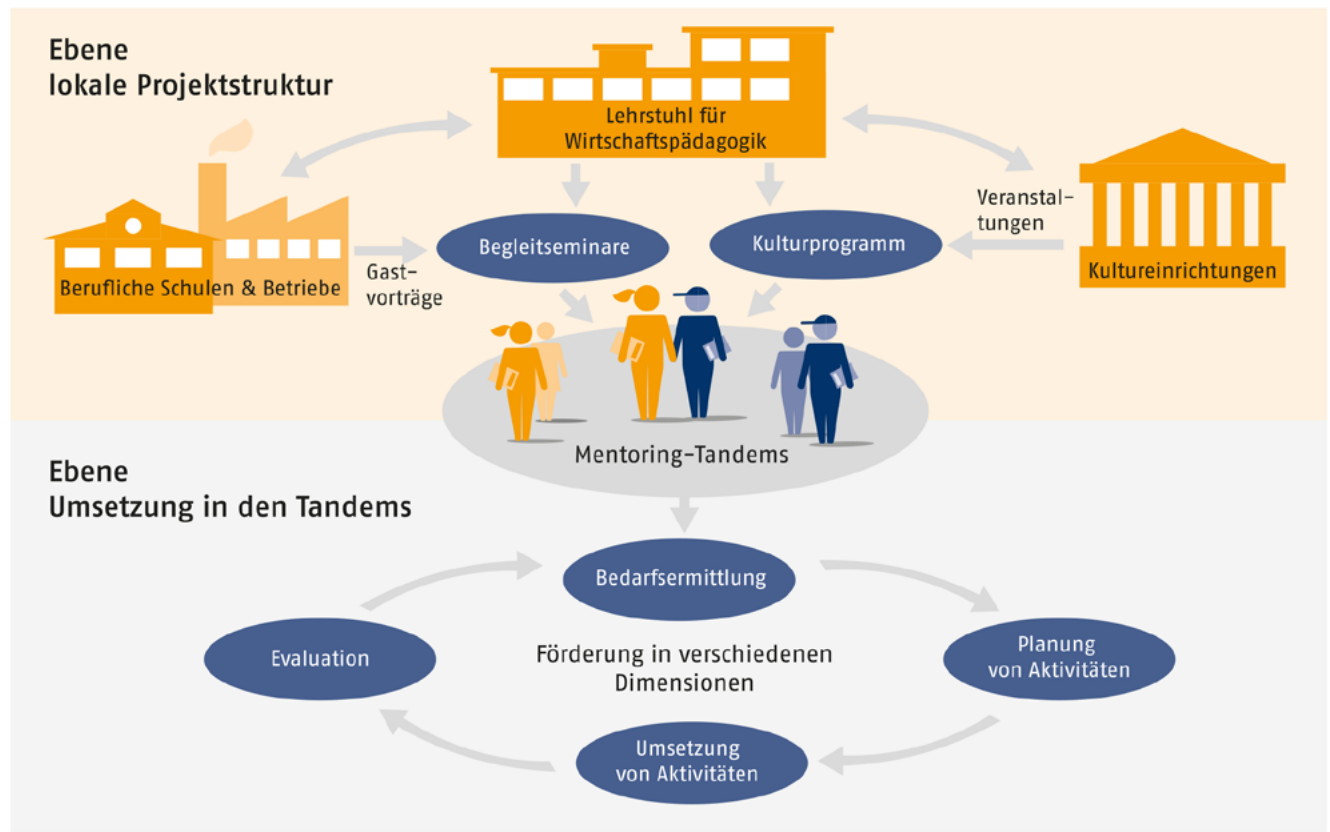 Ebene
lokale Projektstruktur
Lehrstuhl für
Wirtschaftspädagogik
Berufliche Schulen & Betriebe
Gast-
vorträge
Begleitseminare
Kulturprogramm
Veranstal-
tungen
Kultureinrichtungen
Mentoring-Tandems
Ebene
Umsetzung in den Tandems
Bedarfsermittlung
Evaluation
Förderung in verschiedenen
Dimensionen
Planung
von Aktivitäten
Umsetzung
von Aktivitäten